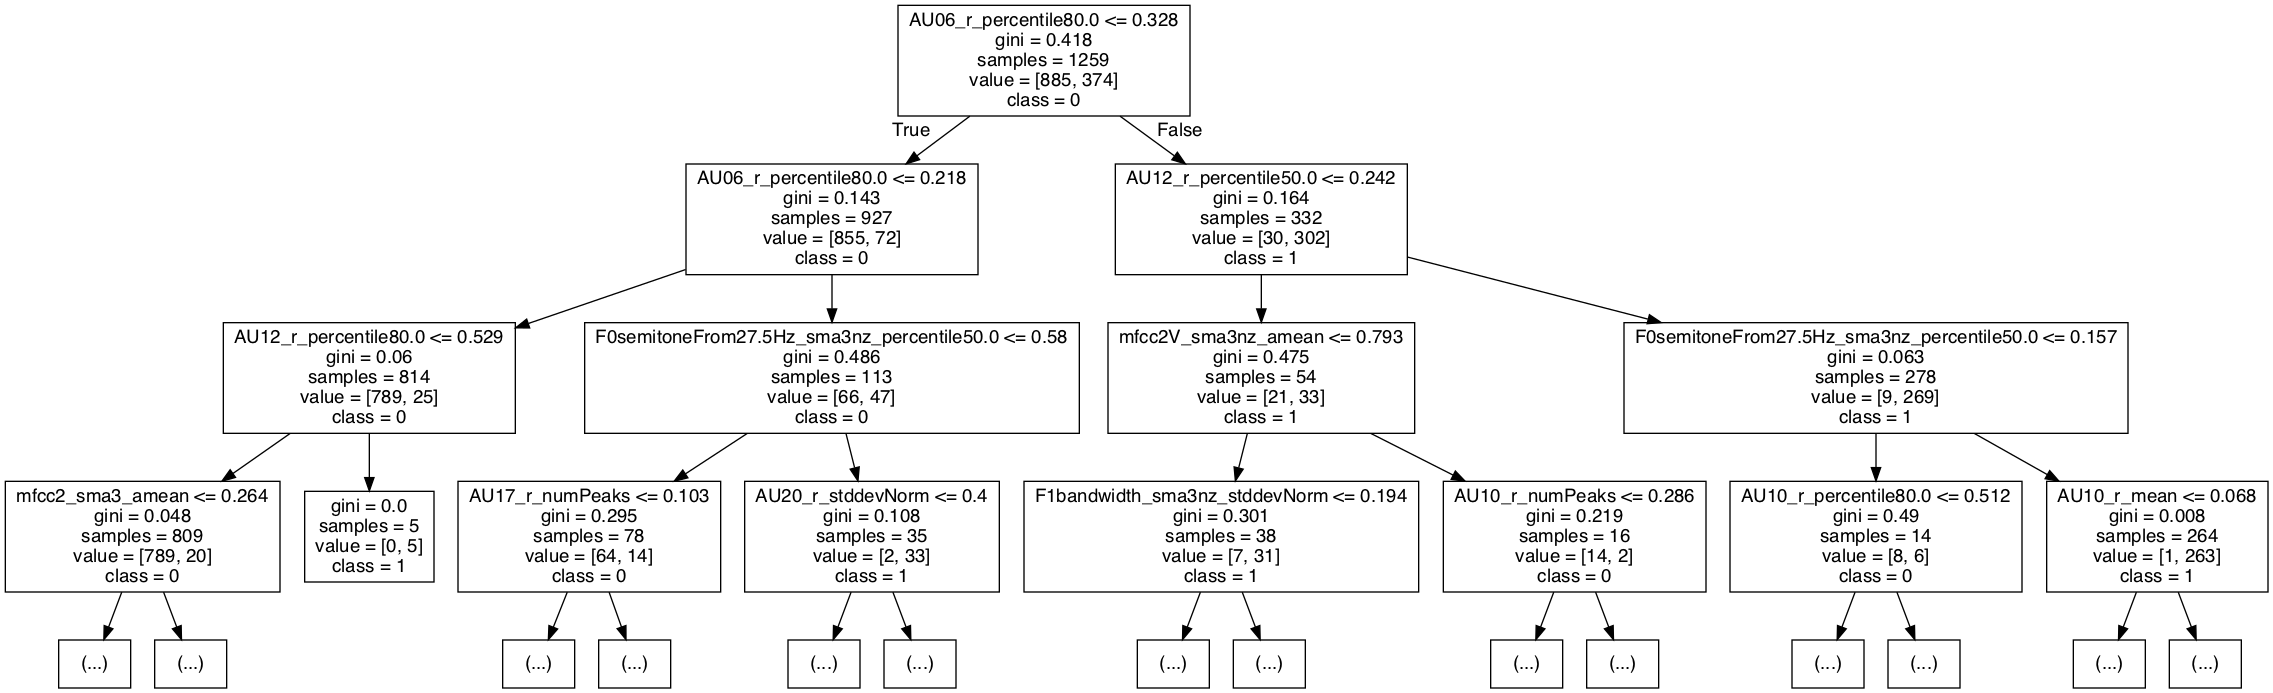 AU06_r_percentile80.0 <= 0.328
gini = 0.418
samples = 1259
value = [885, 374]
class = 0
True
False
AU06_r_percentile80.0 <= 0.218
gini = 0.143
samples = 927
value = [855, 72]
class = 0
AU12_r_percentile50.0 <= 0.242
gini = 0.164
samples = 332
value = [30, 302]
class = 1
AU12_r_percentile80.0 <= 0.529
gini = 0.06
samples = 814
value = [789, 25]
class = 0
F0semitoneFrom27.5Hz_sma3nz_percentile50.0 <= 0.58
gini = 0.486
samples = 113
value = [66, 47]
class = 0
mfcc2V_sma3nz_amean <= 0.793
gini = 0.475
samples = 54
value = [21, 33]
class = 1
F0semitoneFrom27.5Hz_sma3nz_percentile50.0 <= 0.157
gini = 0.063
samples = 278
value = [9, 269]
class = 1
mfcc2_sma3_amean <= 0.264
gini = 0.048
samples = 809
value = [789, 20]
class = 0
gini = 0.0
samples = 5
value = [0, 5]
class = 1
AU17_r_numPeaks <= 0.103
gini = 0.295
samples = 78
value = [64, 14]
class = 0
AU20_r_stddevNorm <= 0.4
gini = 0.108
samples = 35
value = [2, 33]
class = 1
F1bandwidth_sma3nz_stddevNorm <= 0.194
gini = 0.301
samples = 38
value = [7, 31]
class = 1
AU10_r_numPeaks <= 0.286
gini = 0.219
samples = 16
value = [14, 2]
class = 0
AU10_r_percentile80.0 <= 0.512
gini = 0.49
samples = 14
value = [8, 6]
class = 0
AU10_r_mean <= 0.068
gini = 0.008
samples = 264
value = [1, 263]
class = 1
(...)
(...)
(...)
(...)
(...)
(...)
(...)
(...)
(...)
(...)
(...)
(...)
(...)
(...)